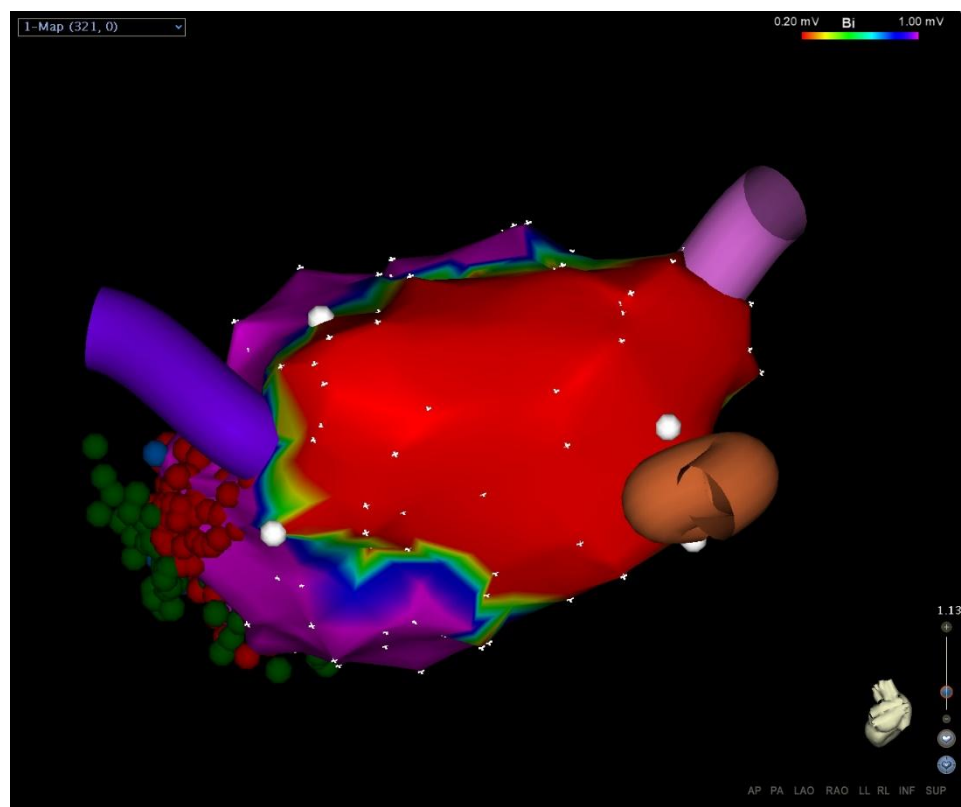 1-Map (321, 0)
0.20 mV Bi 1.00 mV
1.13
AP PA LAO RAO LL RL INF SUP